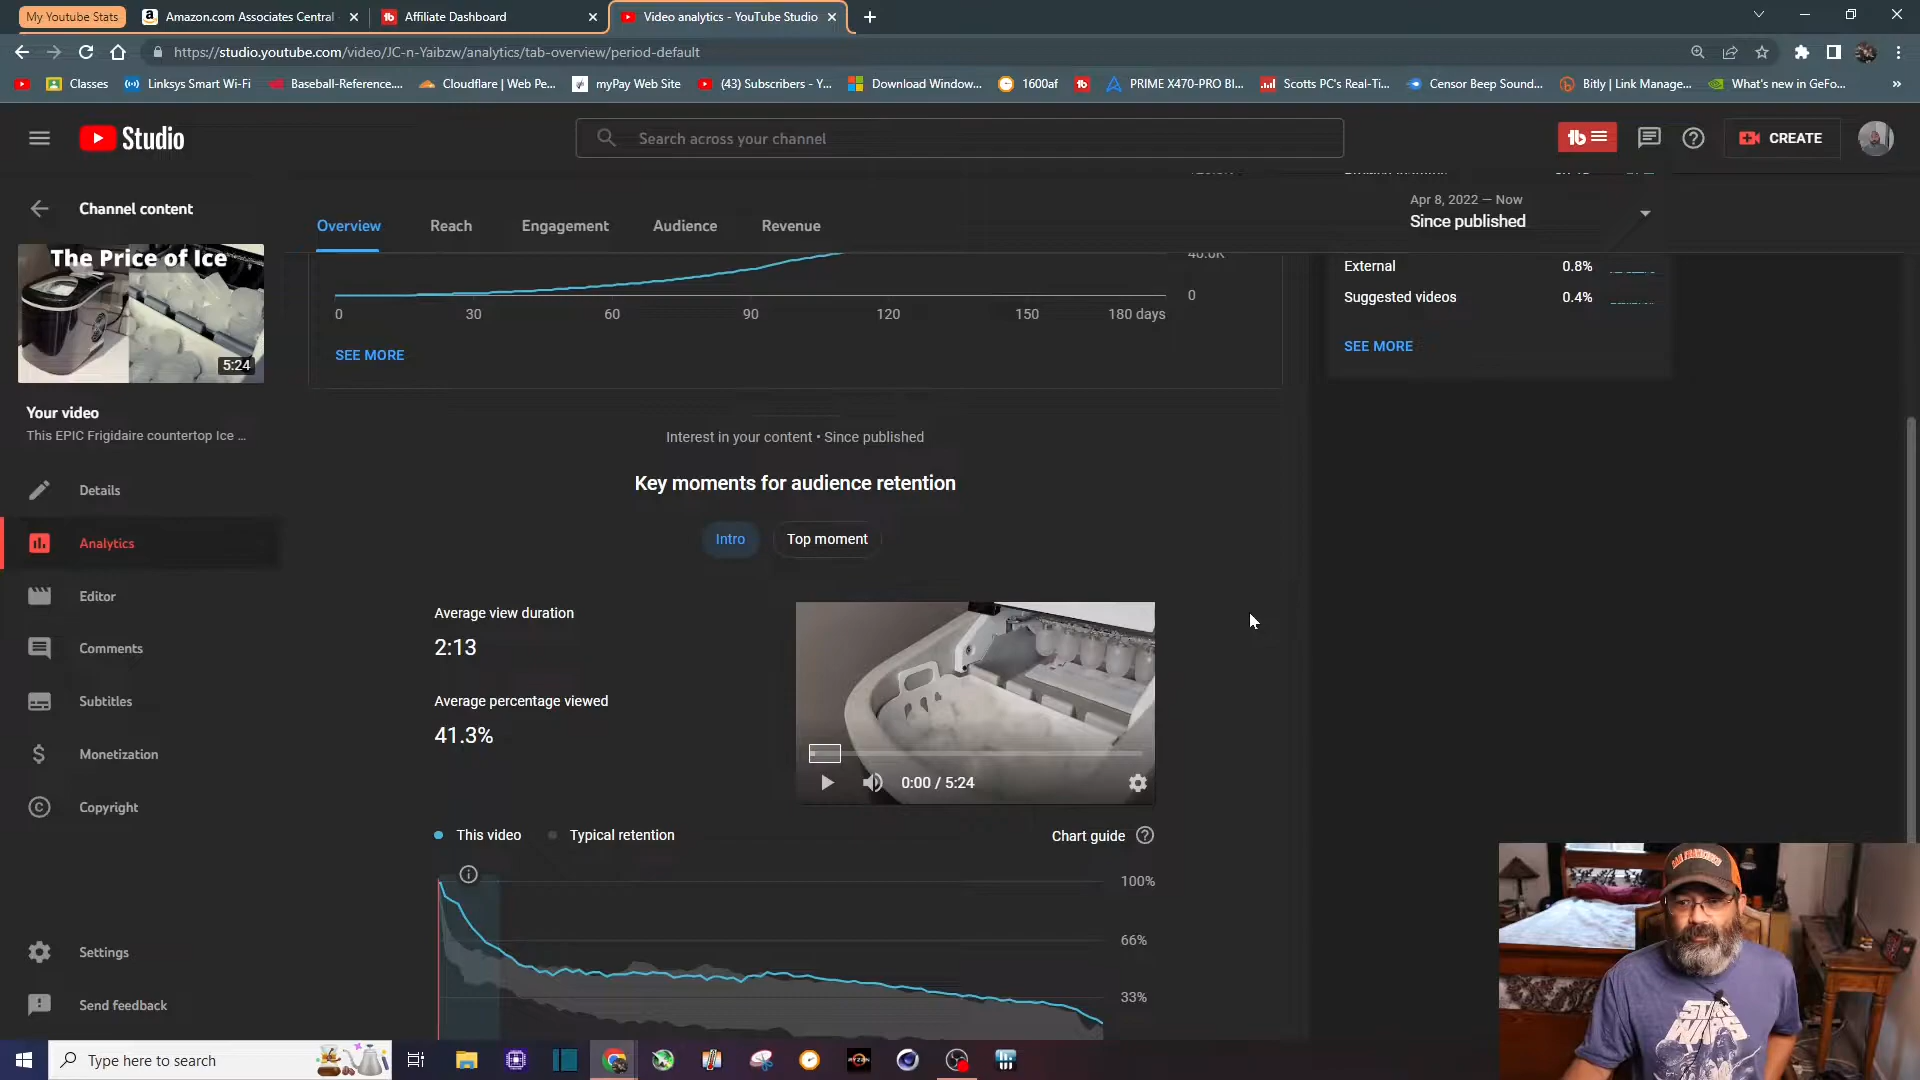 My Youtube Stats
Amazon.com Associates Central
Affiliate Dashboard
Video analytics - YouTube Studio
https://studio.youtube.com/video/JC-n-Yaibzw/analytics/tab-overview/period-default
Classes
Linksys Smart Wi-Fi
Baseball-Reference....
Cloudflare | Web Pe...
myPay Web Site
(43) Subscribers - Y...
Download Window...
1600af
PRIME X470-PRO BI...
Scotts PC's Real-Ti...
Censor Beep Sound...
Bitly | Link Manage...
What's new in GeFo...
Studio
Search across your channel
CREATE
Channel content
Overview
Reach
Engagement
Audience
Revenue
Apr 8, 2022 — Now
Since published
The Price of Ice
5:24
40.0K
0
0 30 60 90 120 150 180 days
SEE MORE
External 0.8%
Suggested videos 0.4%
SEE MORE
Your video
This EPIC Frigidaire countertop Ice ...
Details
Analytics
Editor
Comments
Subtitles
Monetization
Copyright
Settings
Send feedback
Interest in your content • Since published
Key moments for audience retention
Intro
Top moment
Average view duration
2:13
Average percentage viewed
41.3%
0:00 / 5:24
This video
Typical retention
Chart guide
100%
66%
33%
SAN FRANCISCO
STAR
WARS
Type here to search
RYZEN